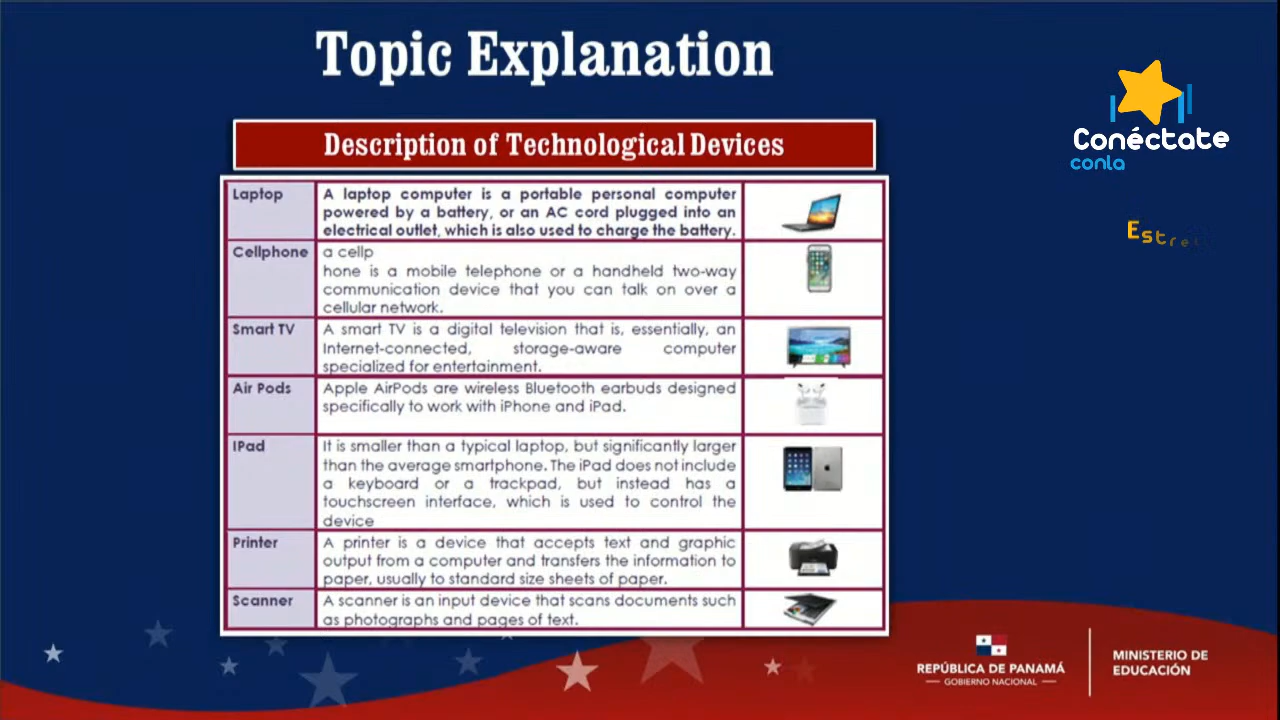 Topic Explanation
Description of Technological Devices
Laptop
A laptop computer is a portable personal computer
powered by a battery, or an AC cord plugged into an
electrical outlet, which is also used to charge the battery.
Cellphone
a cellp
hone is a mobile telephone or a handheld two-way
communication device that you can talk on over a
cellular network.
Smart TV
A smart TV is a digital television that is, essentially, an
Internet-connected, storage-aware computer
specialized for entertainment.
Air Pods
Apple AirPods are wireless Bluetooth earbuds designed
specifically to work with iPhone and iPad.
IPad
It is smaller than a typical laptop, but significantly larger
than the average smartphone. The iPad does not include
a keyboard or a trackpad, but instead has a
touchscreen interface, which is used to control the
device
Printer
A printer is a device that accepts text and graphic
output from a computer and transfers the information to
paper, usually to standard size sheets of paper.
Scanner
A scanner is an input device that scans documents such
as photographs and pages of text.
Conéctate
conla
Estre
REPÚBLICA DE PANAMÁ
GOBIERNO NACIONAL
MINISTERIO DE
EDUCACIÓN